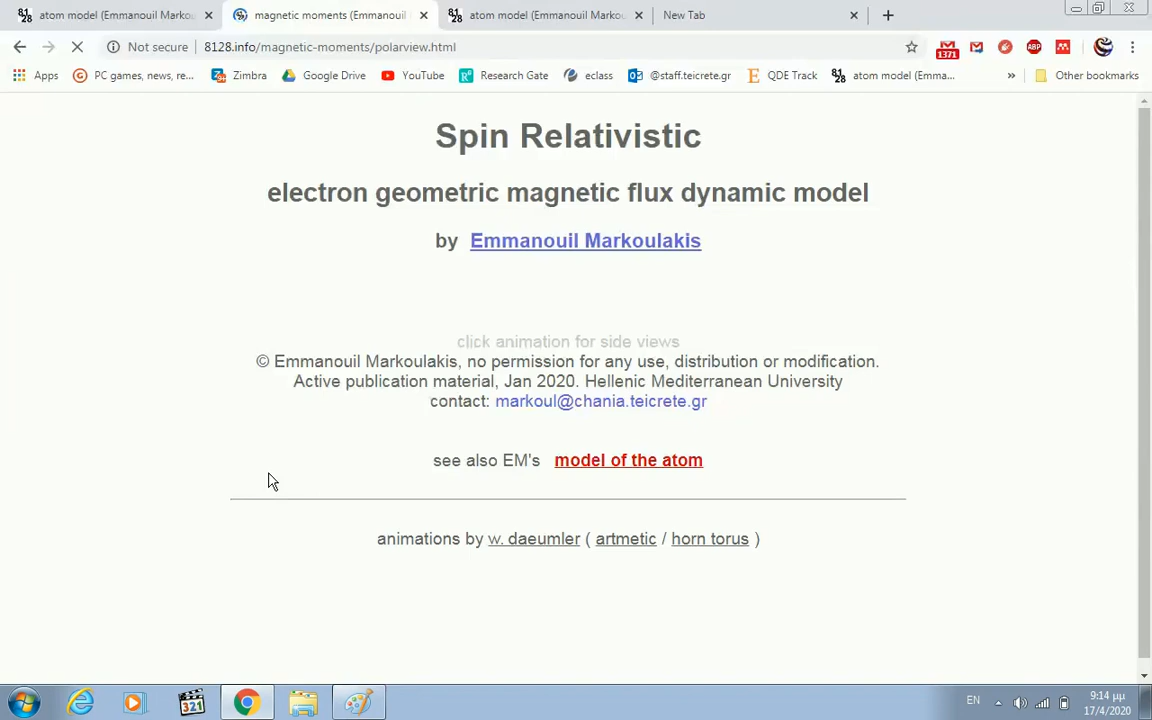 atom model (Emmanouil Markou
magnetic moments (Emmanouil
atom model (Emmanouil Markou
New Tab
Not secure
8128.info/magnetic-moments/polarview.html
1371
ABP
Apps
PC games, news, re...
Zimbra
Google Drive
YouTube
Research Gate
eclass
@staff.teicrete.gr
QDE Track
atom model (Emma...
»
Other bookmarks
Spin Relativistic
electron geometric magnetic flux dynamic model
by Emmanouil Markoulakis
click animation for side views
© Emmanouil Markoulakis, no permission for any use, distribution or modification.
Active publication material, Jan 2020. Hellenic Mediterranean University
contact: markoul@chania.teicrete.gr
see also EM's model of the atom
animations by w. daeumler ( artmetic / horn torus )
321
EN
9:14 μμ
17/4/2020